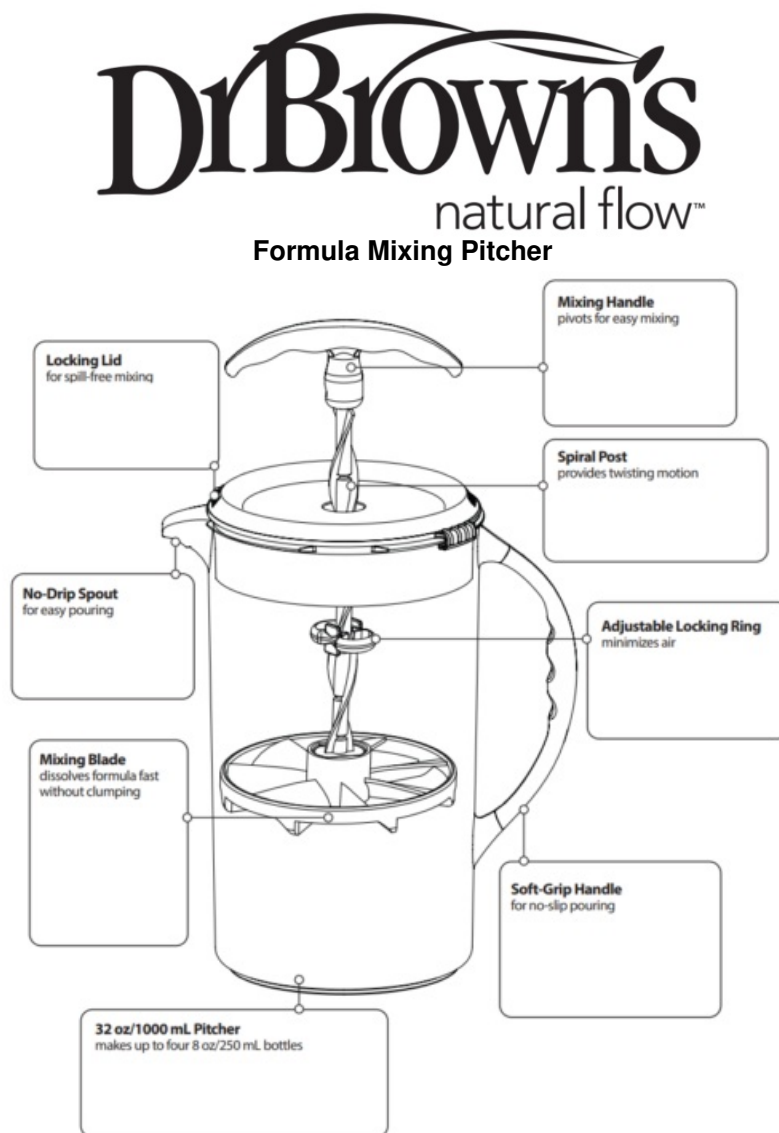 Dr Brown's
natural flow™
Formula Mixing Pitcher
Mixing Handle
pivots for easy mixing
Locking Lid
for spill-free mixing
Spiral Post
provides twisting motion
No-Drip Spout
for easy pouring
Adjustable Locking Ring
minimizes air
Mixing Blade
dissolves formula fast
without clumping
Soft-Grip Handle
for no-slip pouring
32 oz/1000 mL Pitcher
makes up to four 8 oz/250 mL bottles